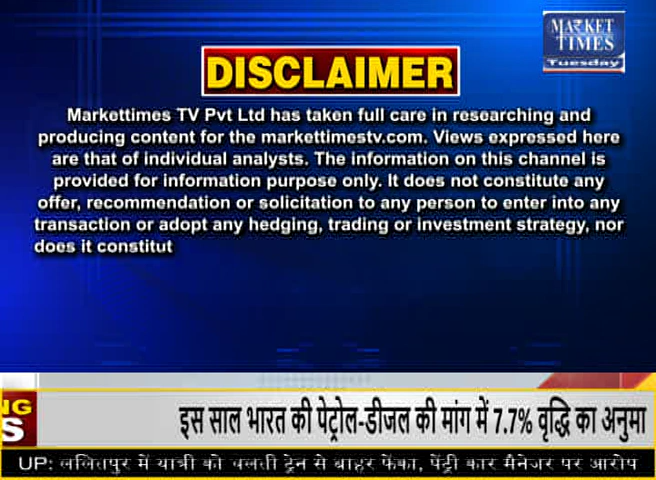 MARKET
TIMES
Tuesday
DISCLAIMER
Markettimes TV Pvt Ltd has taken full care in researching and
producing content for the markettimestv.com. Views expressed here
are that of individual analysts. The information on this channel is
provided for information purpose only. It does not constitute any
offer, recommendation or solicitation to any person to enter into any
transaction or adopt any hedging, trading or investment strategy, nor
does it constitut
NG
S
इस साल भारत की पेट्रोल-डीजल की मांग में 7.7% वृद्धि का अनुमा
UP: ललितपुर में यात्री को चलती ट्रेन से बाहर फेंका, पेंट्री कार मैनेजर पर आरोप